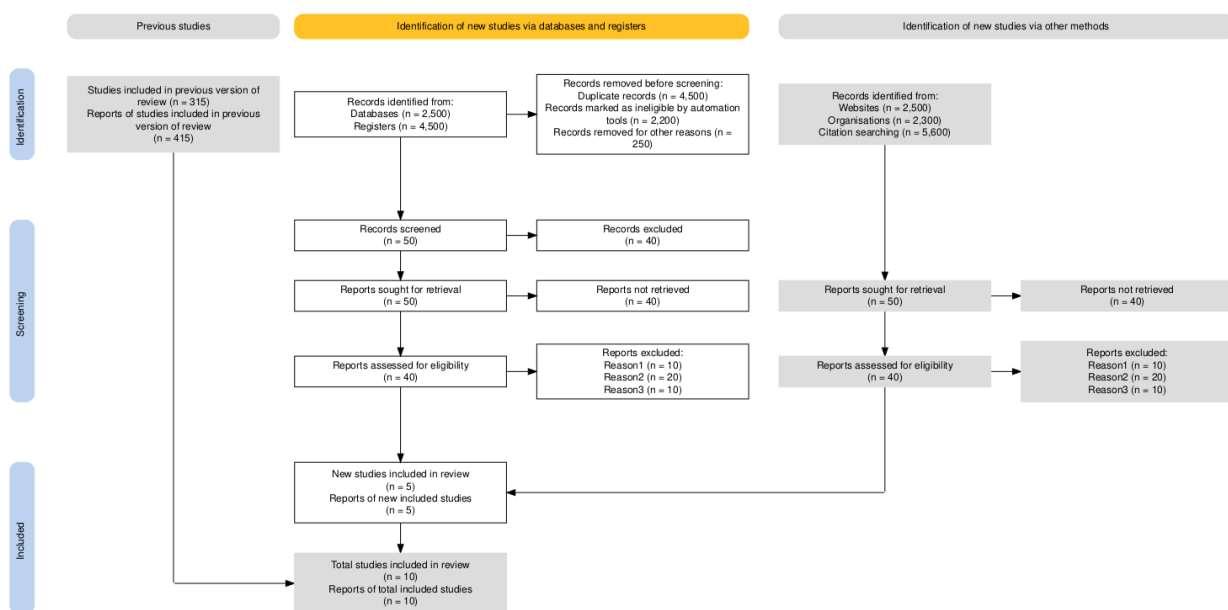 Previous studies
Identification of new studies via databases and registers
Identification of new studies via other methods
Identification
Studies included in previous version of
review (n = 315)
Reports of studies included in previous
version of review
(n = 415)
Records identified from:
Databases (n = 2,500)
Registers (n = 4,500)
Records removed before screening:
Duplicate records (n = 4,500)
Records marked as ineligible by automation
tools (n = 2,200)
Records removed for other reasons (n =
250)
Records identified from:
Websites (n = 2,500)
Organisations (n = 2,300)
Citation searching (n = 5,600)
Screening
Records screened
(n = 50)
Records excluded
(n = 40)
Reports sought for retrieval
(n = 50)
Reports not retrieved
(n = 40)
Reports sought for retrieval
(n = 50)
Reports not retrieved
(n = 40)
Reports assessed for eligibility
(n = 40)
Reports excluded:
Reason1 (n = 10)
Reason2 (n = 20)
Reason3 (n = 10)
Reports assessed for eligibility
(n = 40)
Reports excluded:
Reason1 (n = 10)
Reason2 (n = 20)
Reason3 (n = 10)
Included
New studies included in review
(n = 5)
Reports of new included studies
(n = 5)
Total studies included in review
(n = 10)
Reports of total included studies
(n = 10)